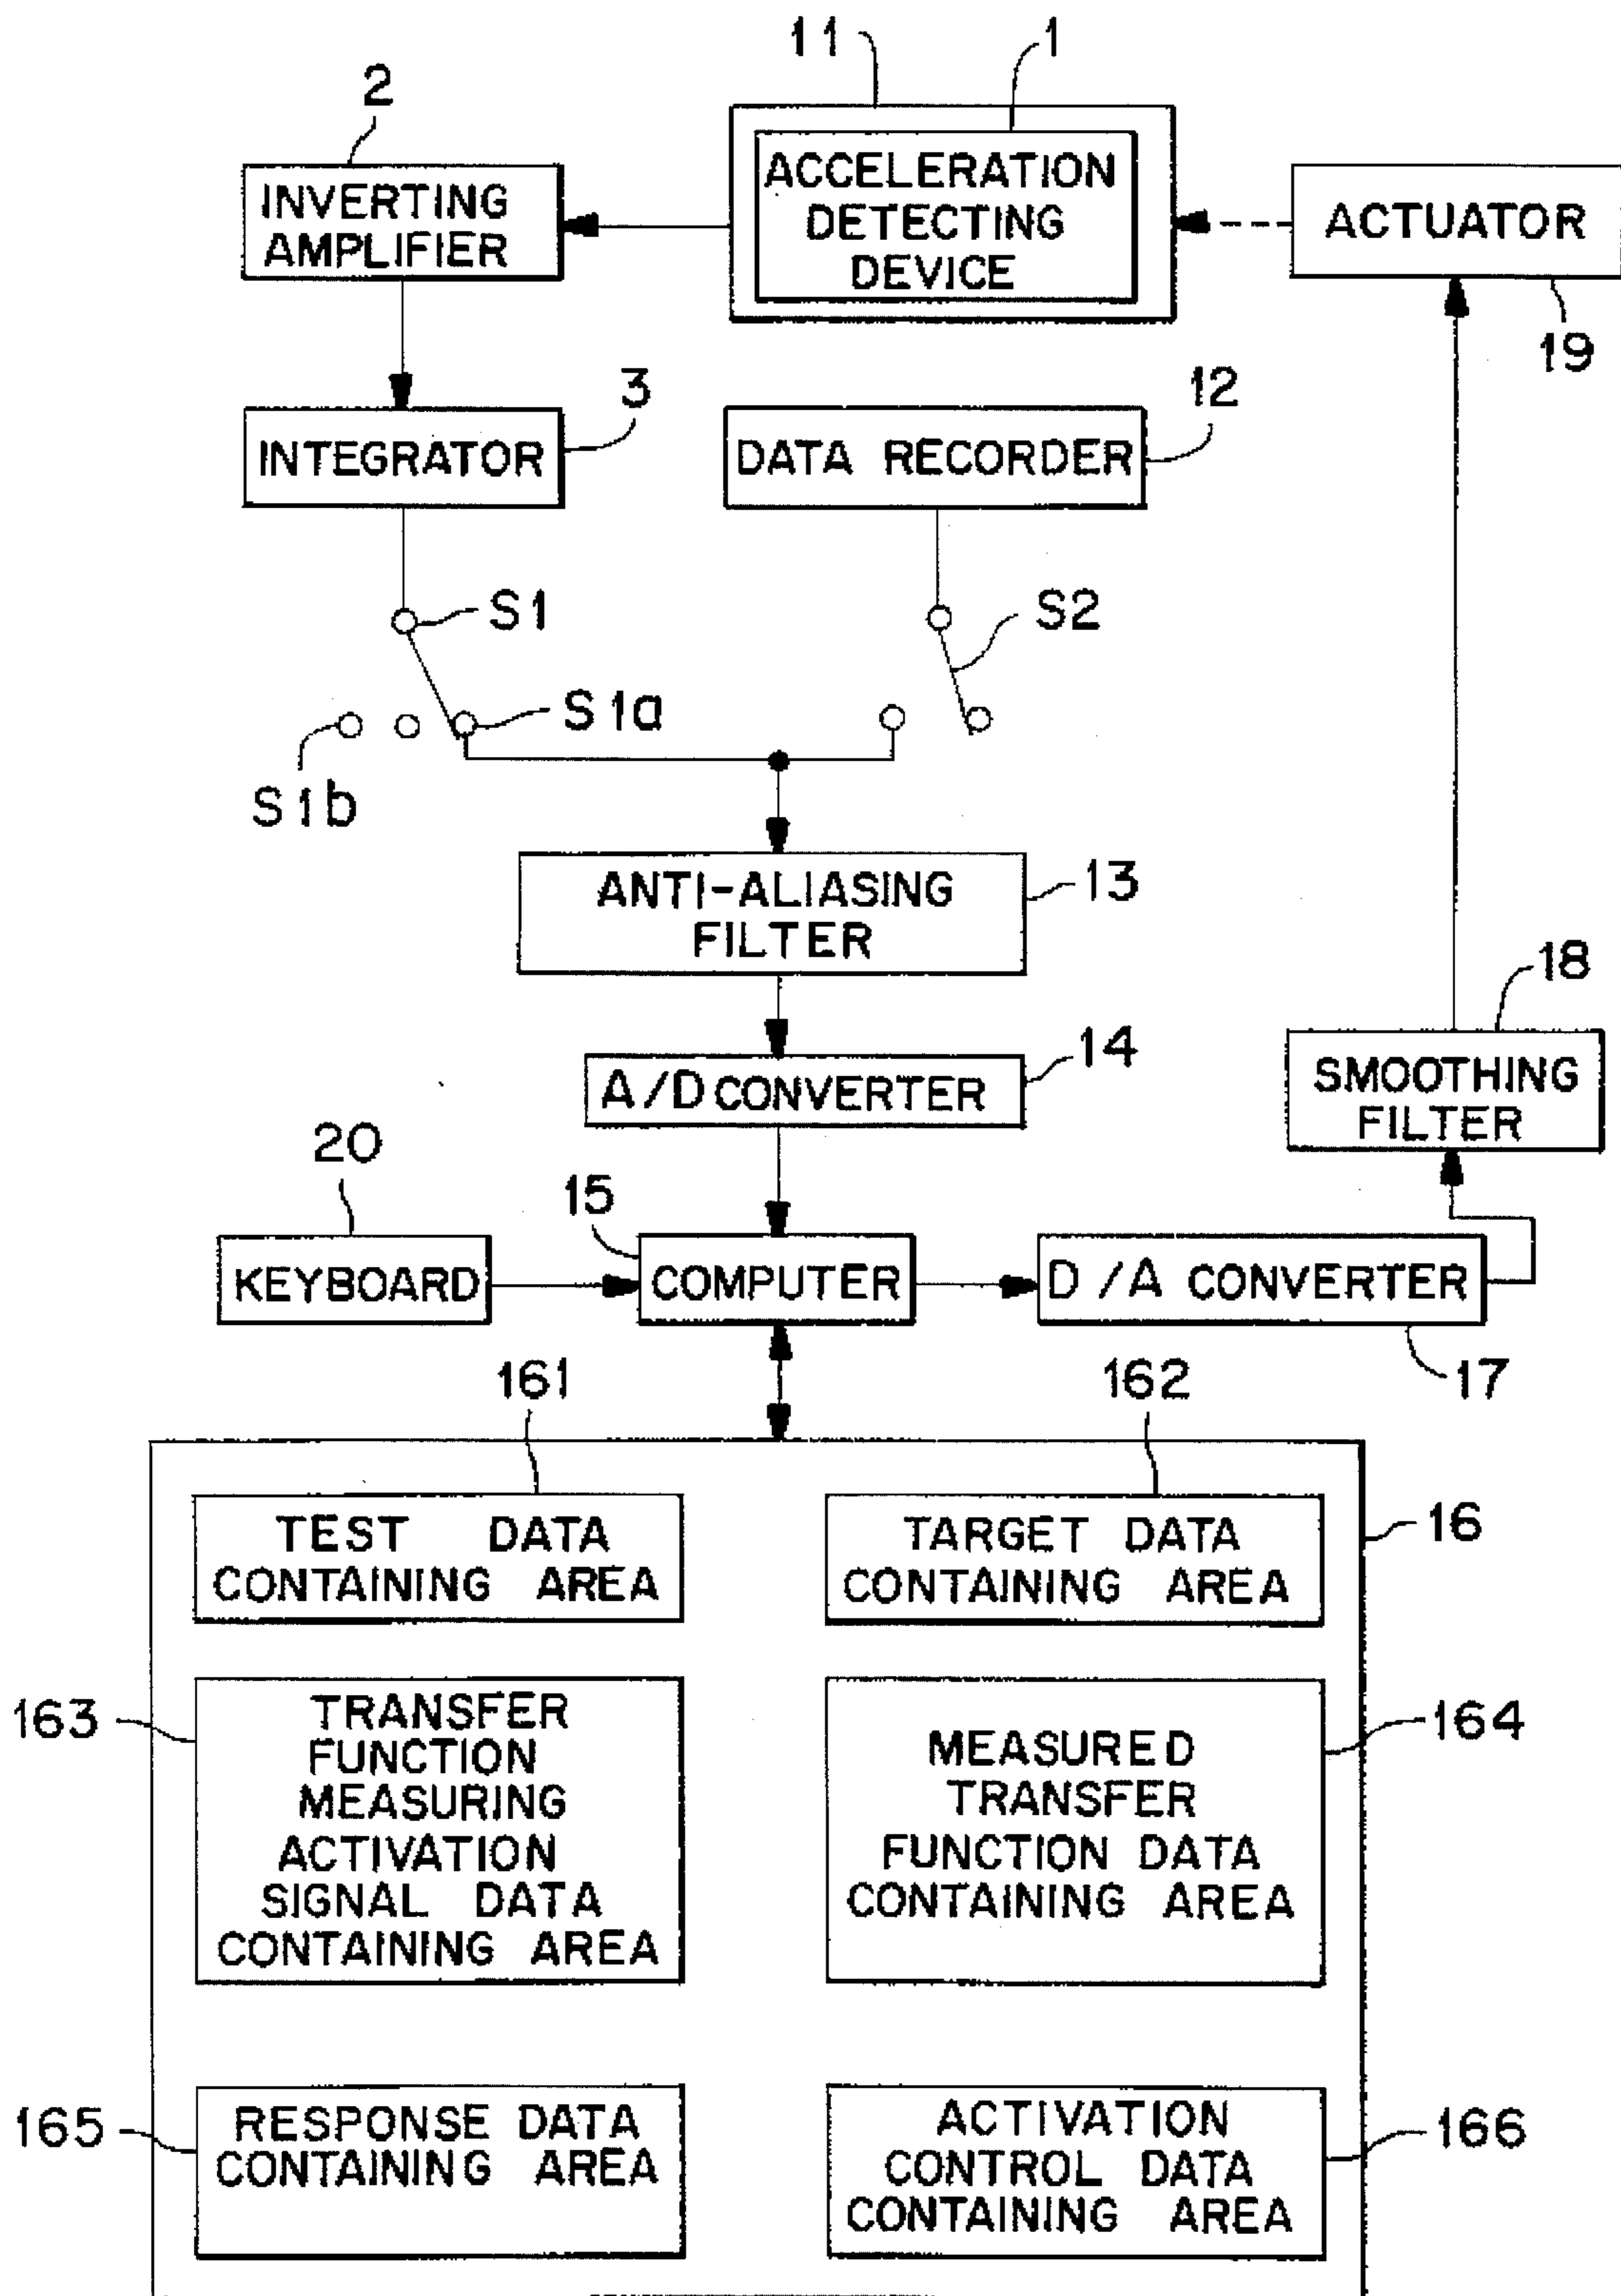 11
1
2
INVERTING
AMPLIFIER
ACCELERATION
DETECTING
DEVICE
ACTUATOR
19
3
INTEGRATOR
12
DATA RECORDER
S1
S2
S1a
S1b
ANTI-ALIASING
FILTER
13
18
SMOOTHING
FILTER
14
A/D CONVERTER
20
KEYBOARD
15
COMPUTER
D/A CONVERTER
17
161
162
16
TEST DATA
CONTAINING AREA
TARGET DATA
CONTAINING AREA
163
TRANSFER
FUNCTION
MEASURING
ACTIVATION
SIGNAL DATA
CONTAINING AREA
164
MEASURED
TRANSFER
FUNCTION DATA
CONTAINING AREA
165
RESPONSE DATA
CONTAINING AREA
166
ACTIVATION
CONTROL DATA
CONTAINING AREA